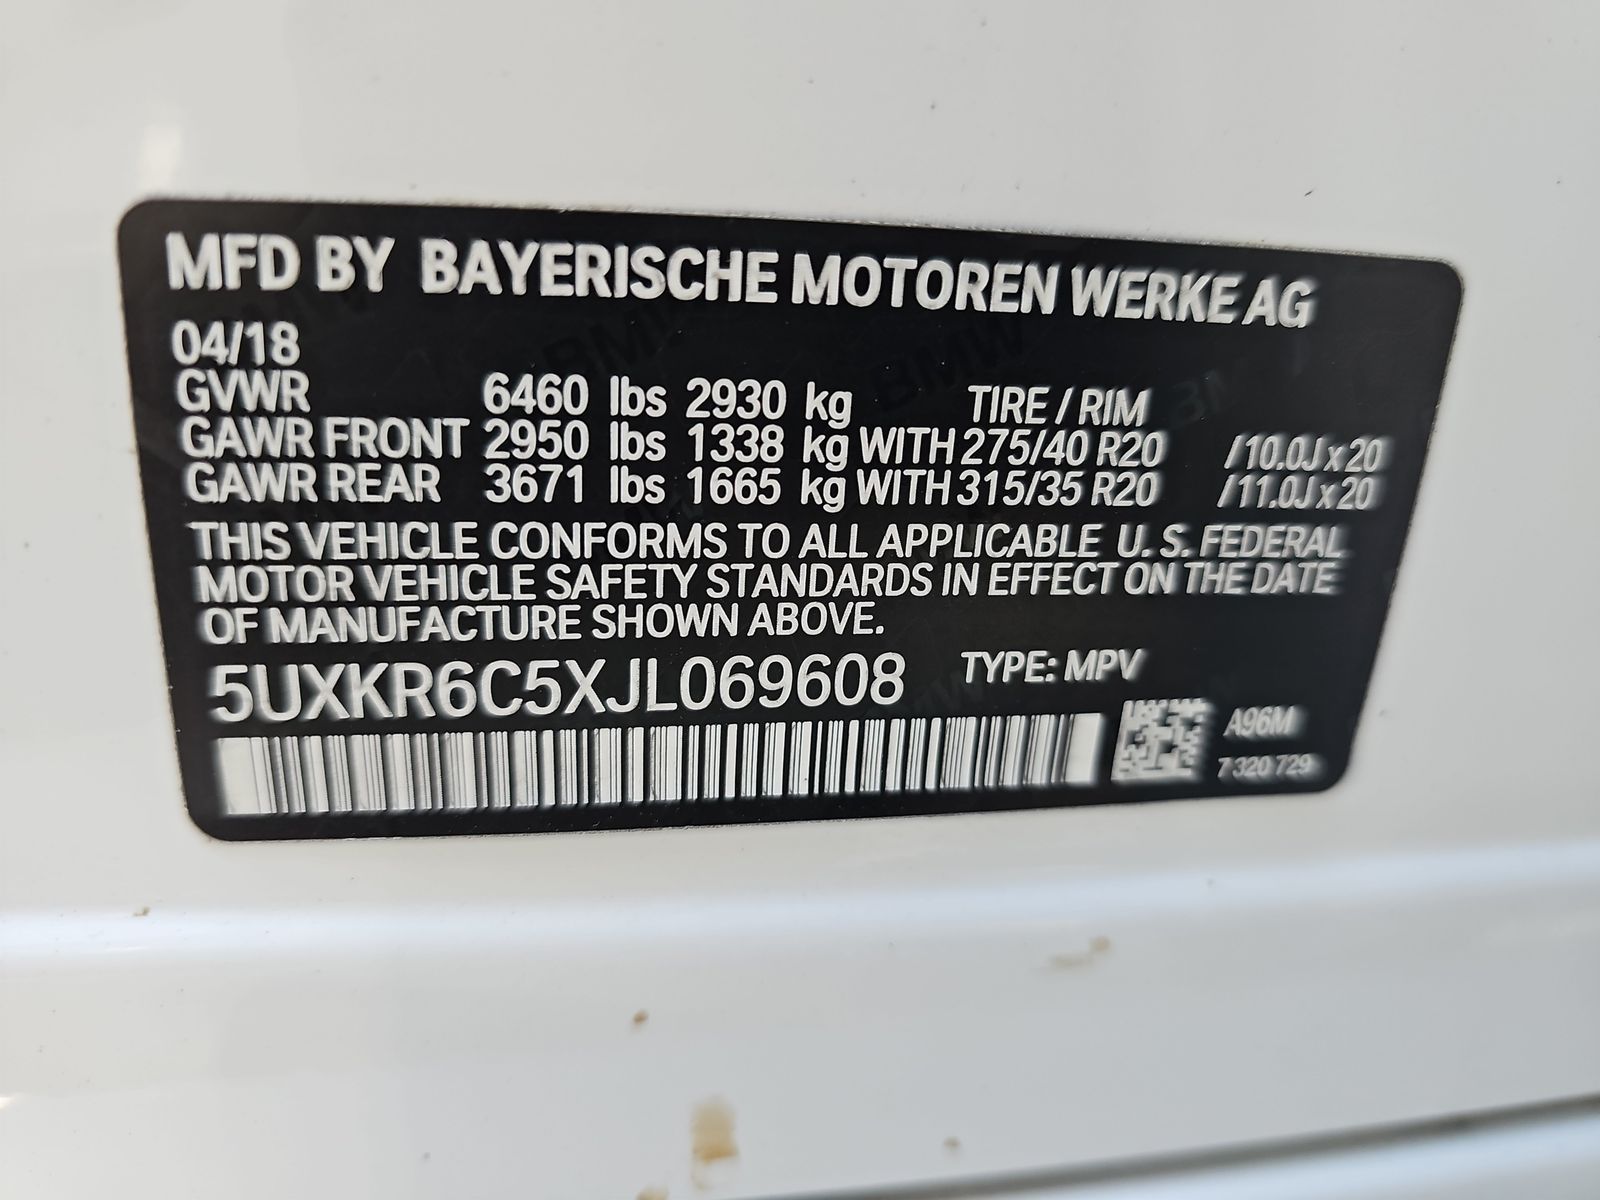 MFD BY BAYERISCHE MOTOREN WERKE AG
04/18
GVWR 6460 lbs 2930 kg TIRE / RIM
GAWR FRONT 2950 lbs 1338 kg WITH 275/40 R20 /10.0J x 20
GAWR REAR 3671 lbs 1665 kg WITH 315/35 R20 /11.0J x 20
THIS VEHICLE CONFORMS TO ALL APPLICABLE U. S. FEDERAL
MOTOR VEHICLE SAFETY STANDARDS IN EFFECT ON THE DATE
OF MANUFACTURE SHOWN ABOVE.
5UXKR6C5XJL069608 TYPE: MPV
A96M
7 320 729